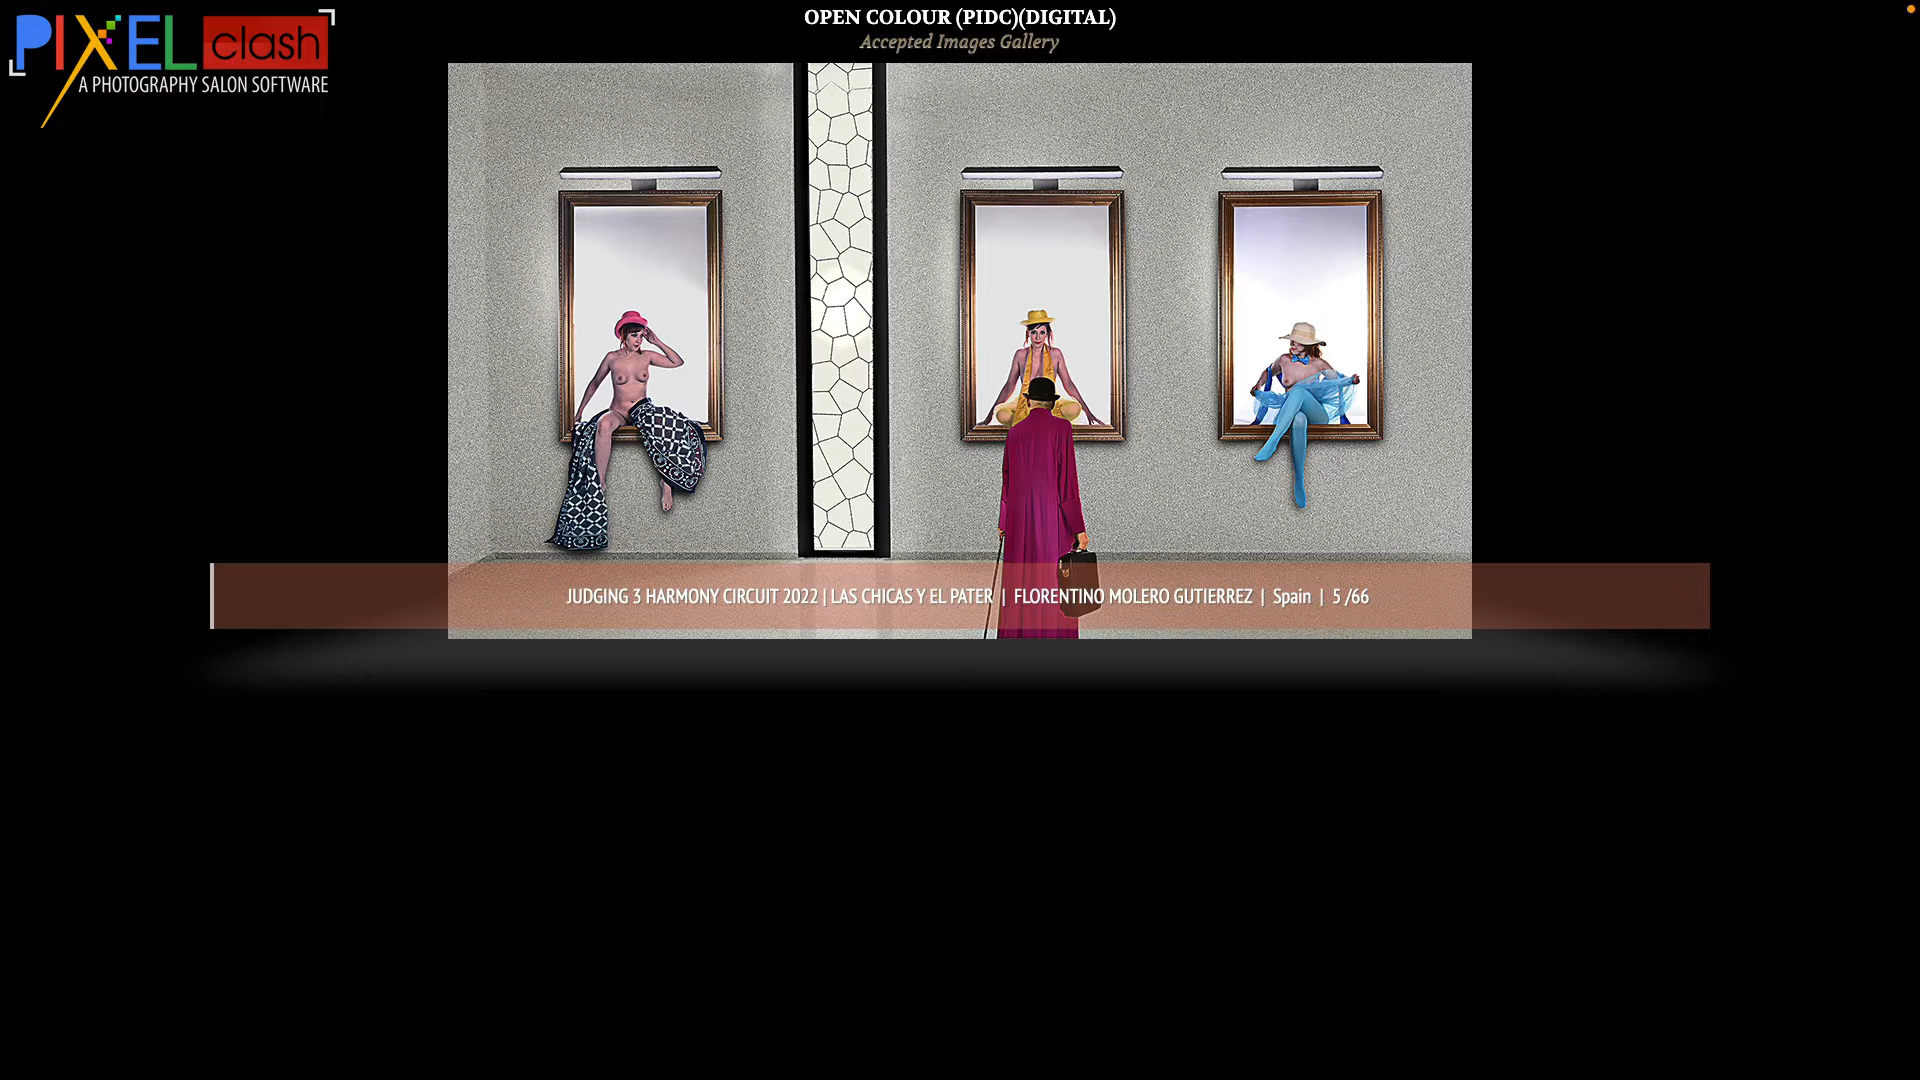 PIXEL clash
A PHOTOGRAPHY SALON SOFTWARE
OPEN COLOUR (PIDC)(DIGITAL)
Accepted Images Gallery
JUDGING 3 HARMONY CIRCUIT 2022 | LAS CHICAS Y EL PATER | FLORENTINO MOLERO GUTIERREZ | Spain | 5 /66